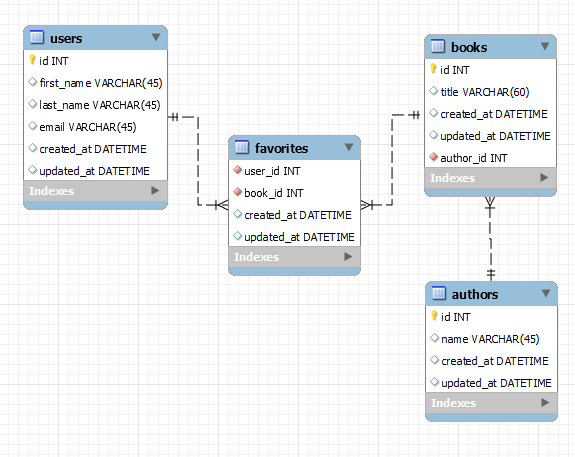 users
id INT
first_name VARCHAR(45)
last_name VARCHAR(45)
email VARCHAR(45)
created_at DATETIME
updated_at DATETIME
Indexes
favorites
user_id INT
book_id INT
created_at DATETIME
updated_at DATETIME
Indexes
books
id INT
title VARCHAR(60)
created_at DATETIME
updated_at DATETIME
author_id INT
Indexes
authors
id INT
name VARCHAR(45)
created_at DATETIME
updated_at DATETIME
Indexes